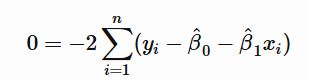 0 = −2 ∑_{i=1}^{n} (y_i − β̂_0 − β̂_1 x_i)